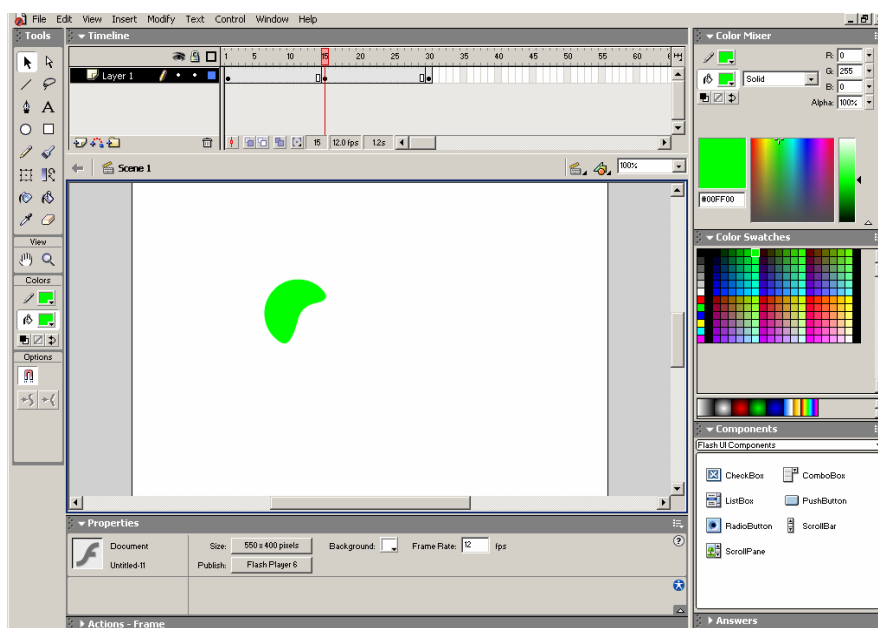 File Edit View Insert Modify Text Control Window Help
Tools
Timeline
Color Mixer
1 5 10 15 20 25 30 35 40 45 50 55 60
R: 0
Layer 1
G: 255
Solid
B: 0
Alpha: 100%
A
15 12.0 fps 1.2s
Scene 1
100%
#00FF00
View
Color Swatches
Colors
Options
Components
Flash UI Components
CheckBox ComboBox
ListBox PushButton
RadioButton ScrollBar
ScrollPane
Properties
Document
Size: 550 x 400 pixels
Background:
Frame Rate: 12 fps
Untitled-11
Publish: Flash Player 6
Actions - Frame
Answers